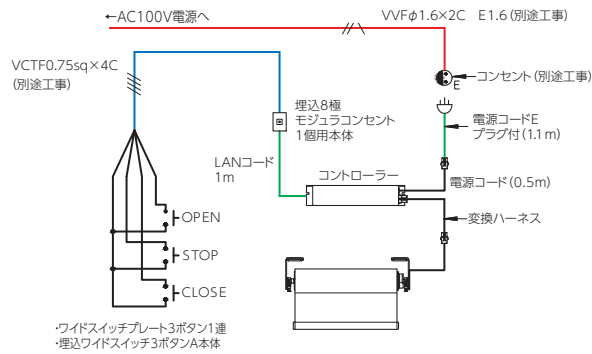 ←AC100V電源へ
VVFφ1.6×2C E1.6(別途工事)
VCTF0.75sq×4C
(別途工事)
E
コンセント(別途工事)
埋込8極
モジュラコンセント
1個用本体
電源コードE
プラグ付(1.1m)
LANコード
1m
コントローラー
電源コード(0.5m)
変換ハーネス
OPEN
STOP
CLOSE
・ワイドスイッチプレート3ボタン1連
・埋込ワイドスイッチ3ボタンA本体